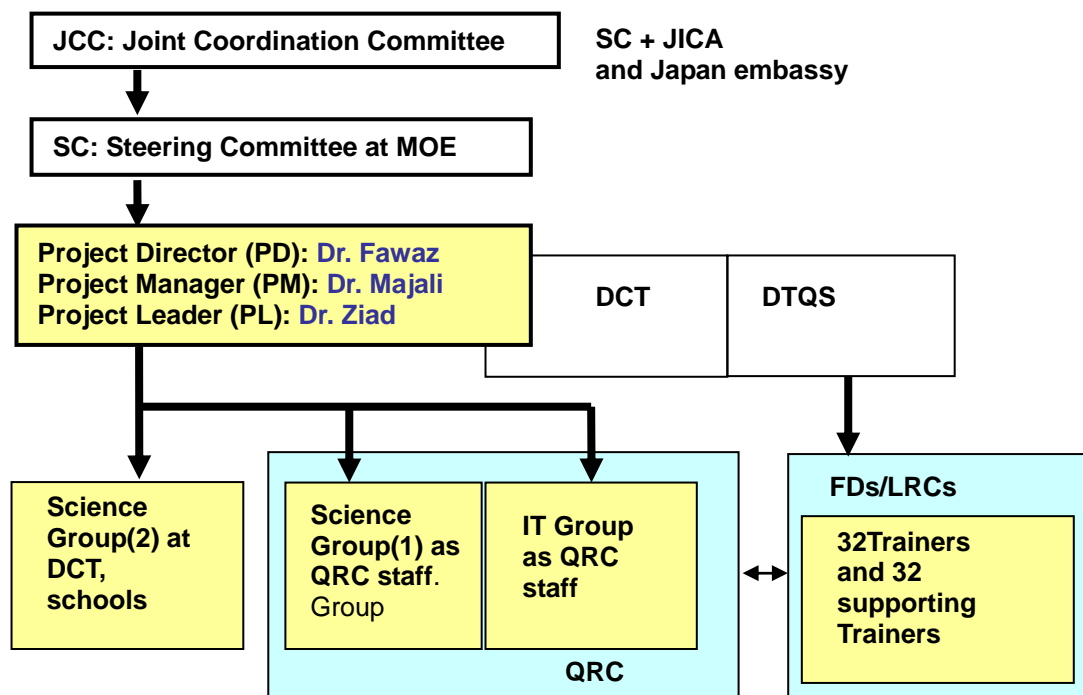 JCC: Joint Coordination Committee
SC + JICA
and Japan embassy
SC: Steering Committee at MOE
Project Director (PD): Dr. Fawaz
Project Manager (PM): Dr. Majali
Project Leader (PL): Dr. Ziad
DCT
DTQS
Science
Group(2) at
DCT,
schools
Science
Group(1) as
QRC staff.
Group
IT Group
as QRC
staff
QRC
FDs/LRCs
32Trainers
and 32
supporting
Trainers